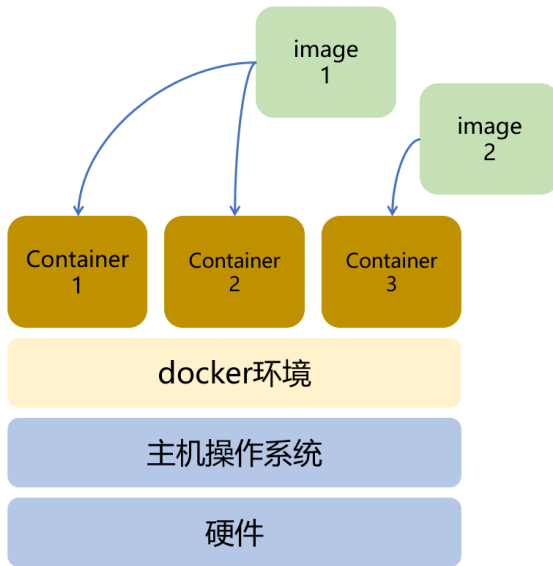 image
1
image
2
Container
1
Container
2
Container
3
docker环境
主机操作系统
硬件